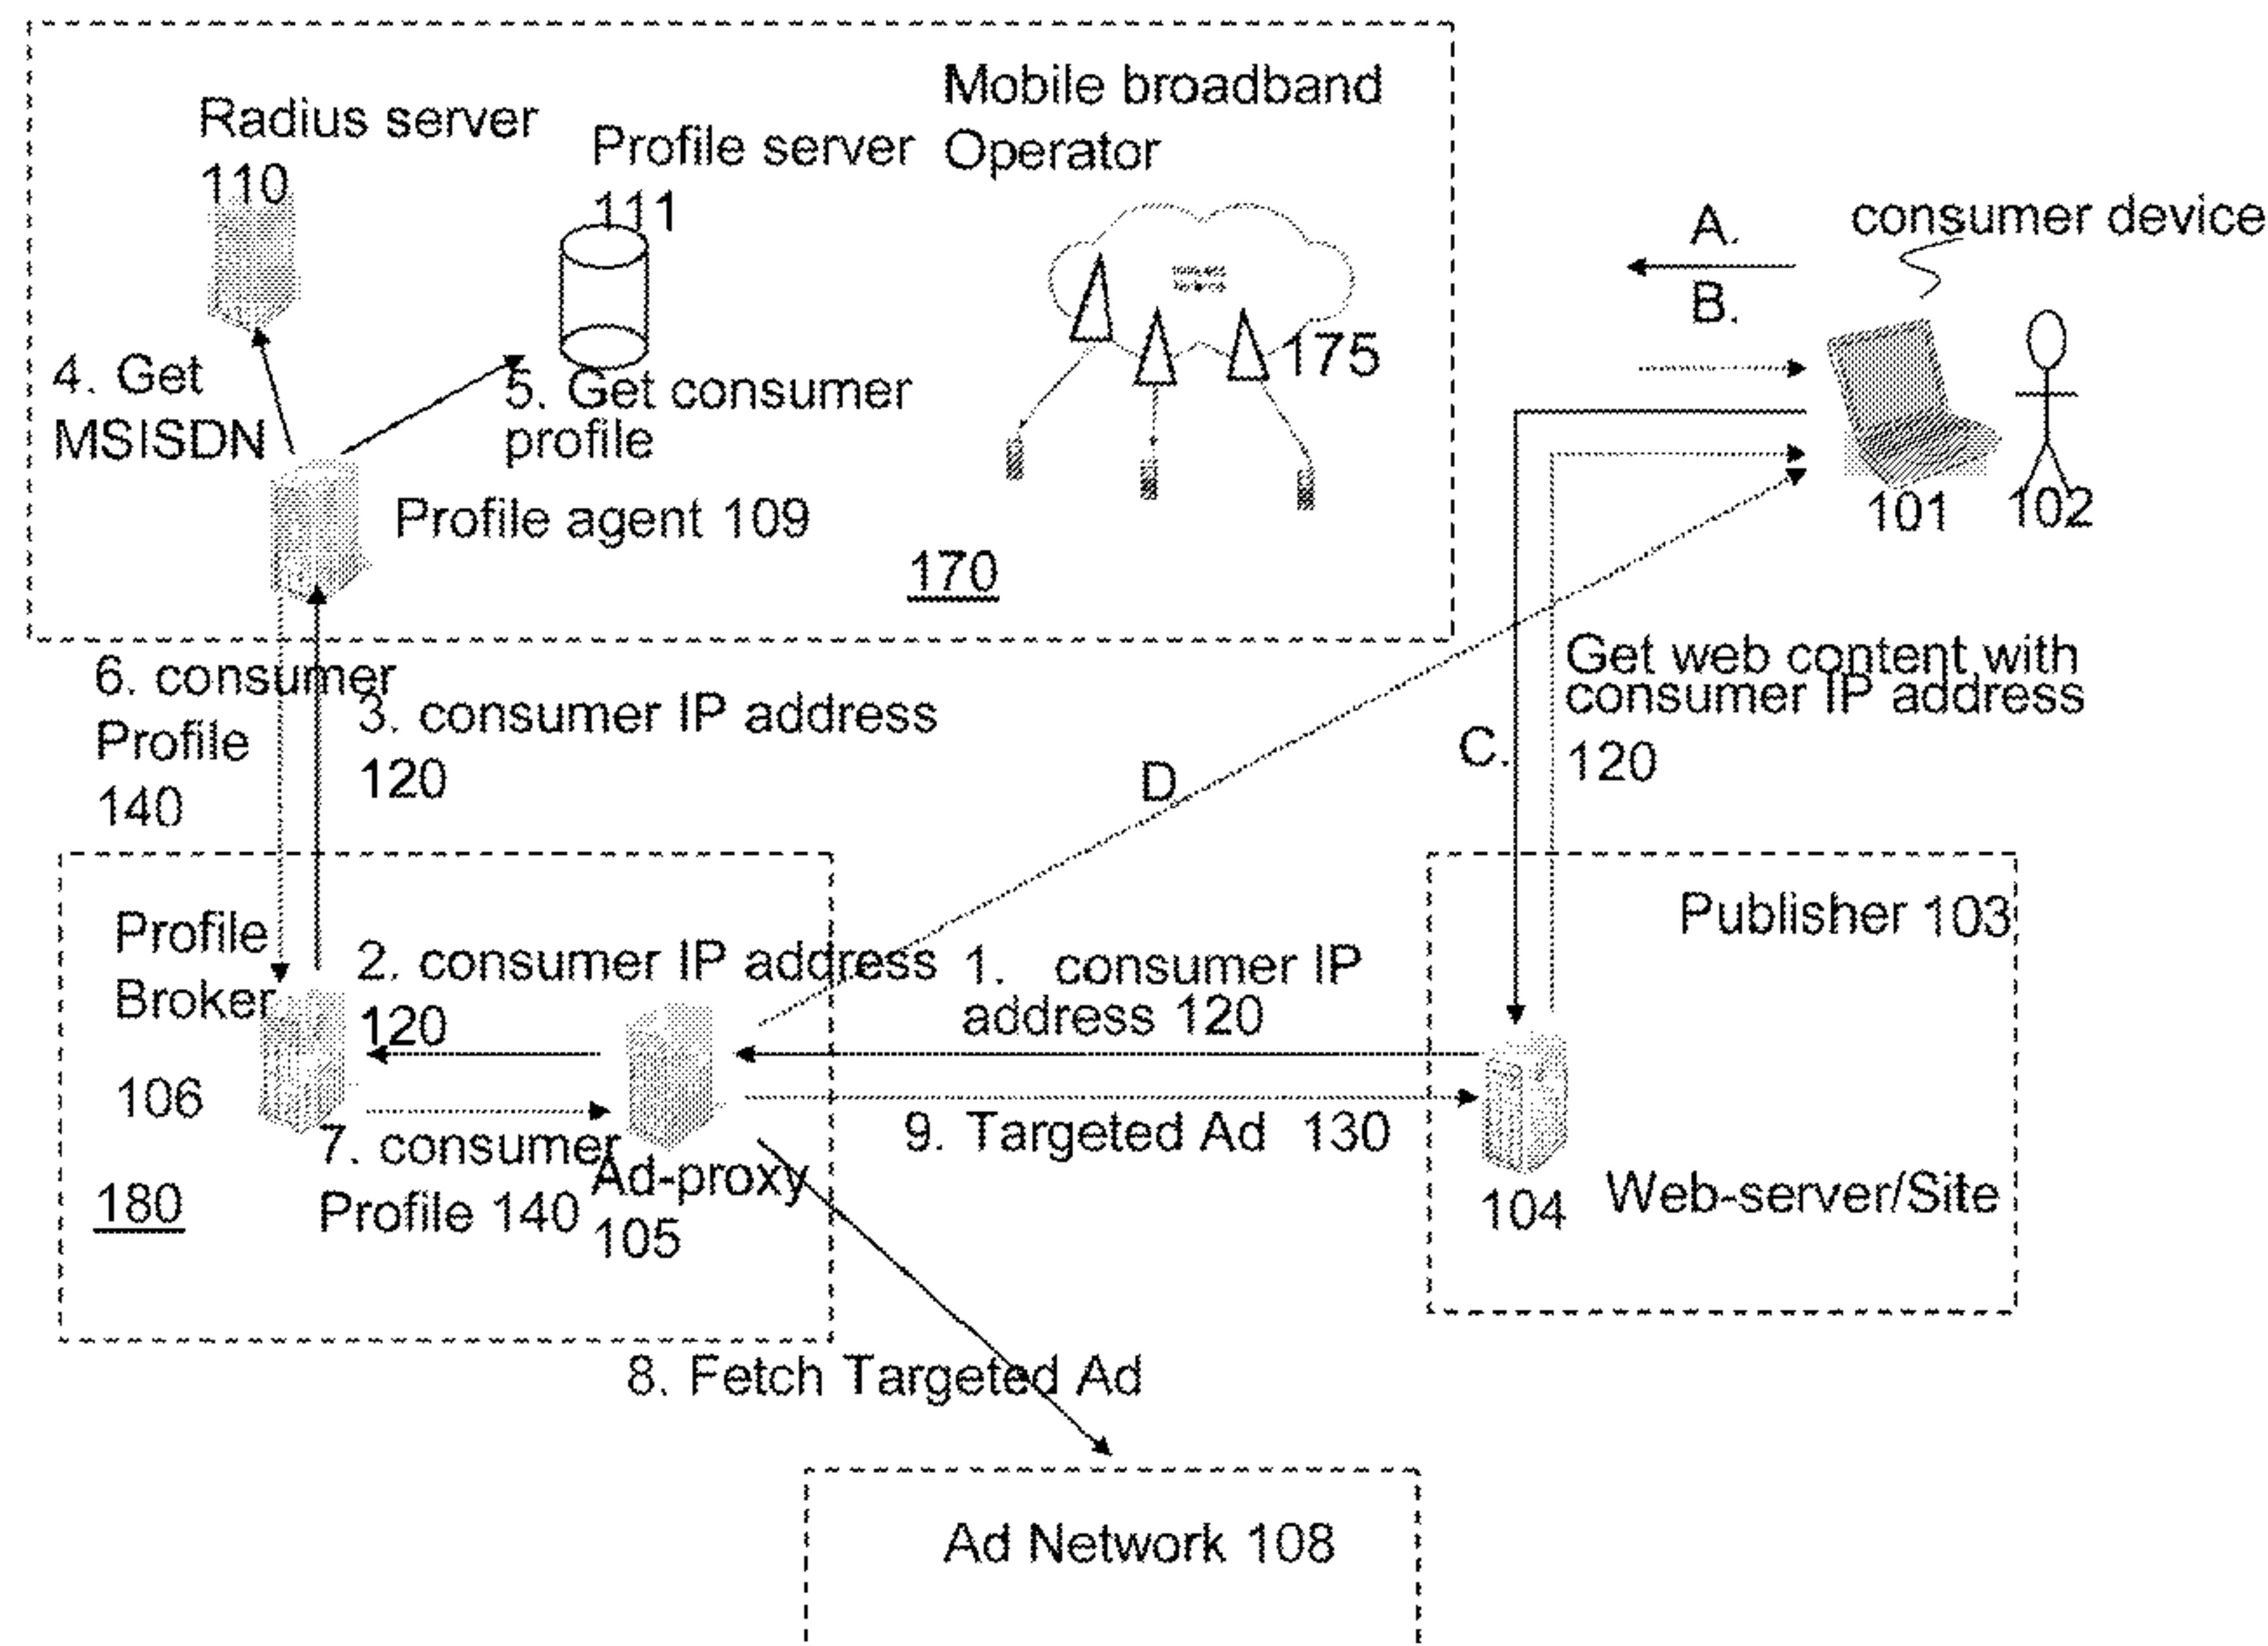 Radius server
110
Profile server
111
Mobile broadband
Operator
175
A.
consumer device
B.
4. Get
MSISDN
5. Get consumer
profile
Profile agent 109
170
101
102
6. consumer
Profile
140
3. consumer IP address
120
Get web content with
consumer IP address
120
C.
D
Profile
Broker
106
180
2. consumer IP address
120
1. consumer IP
address 120
Publisher 103
7. consumer
Profile 140
Ad-proxy
105
9. Targeted Ad 130
104
Web-server/Site
8. Fetch Targeted Ad
Ad Network 108